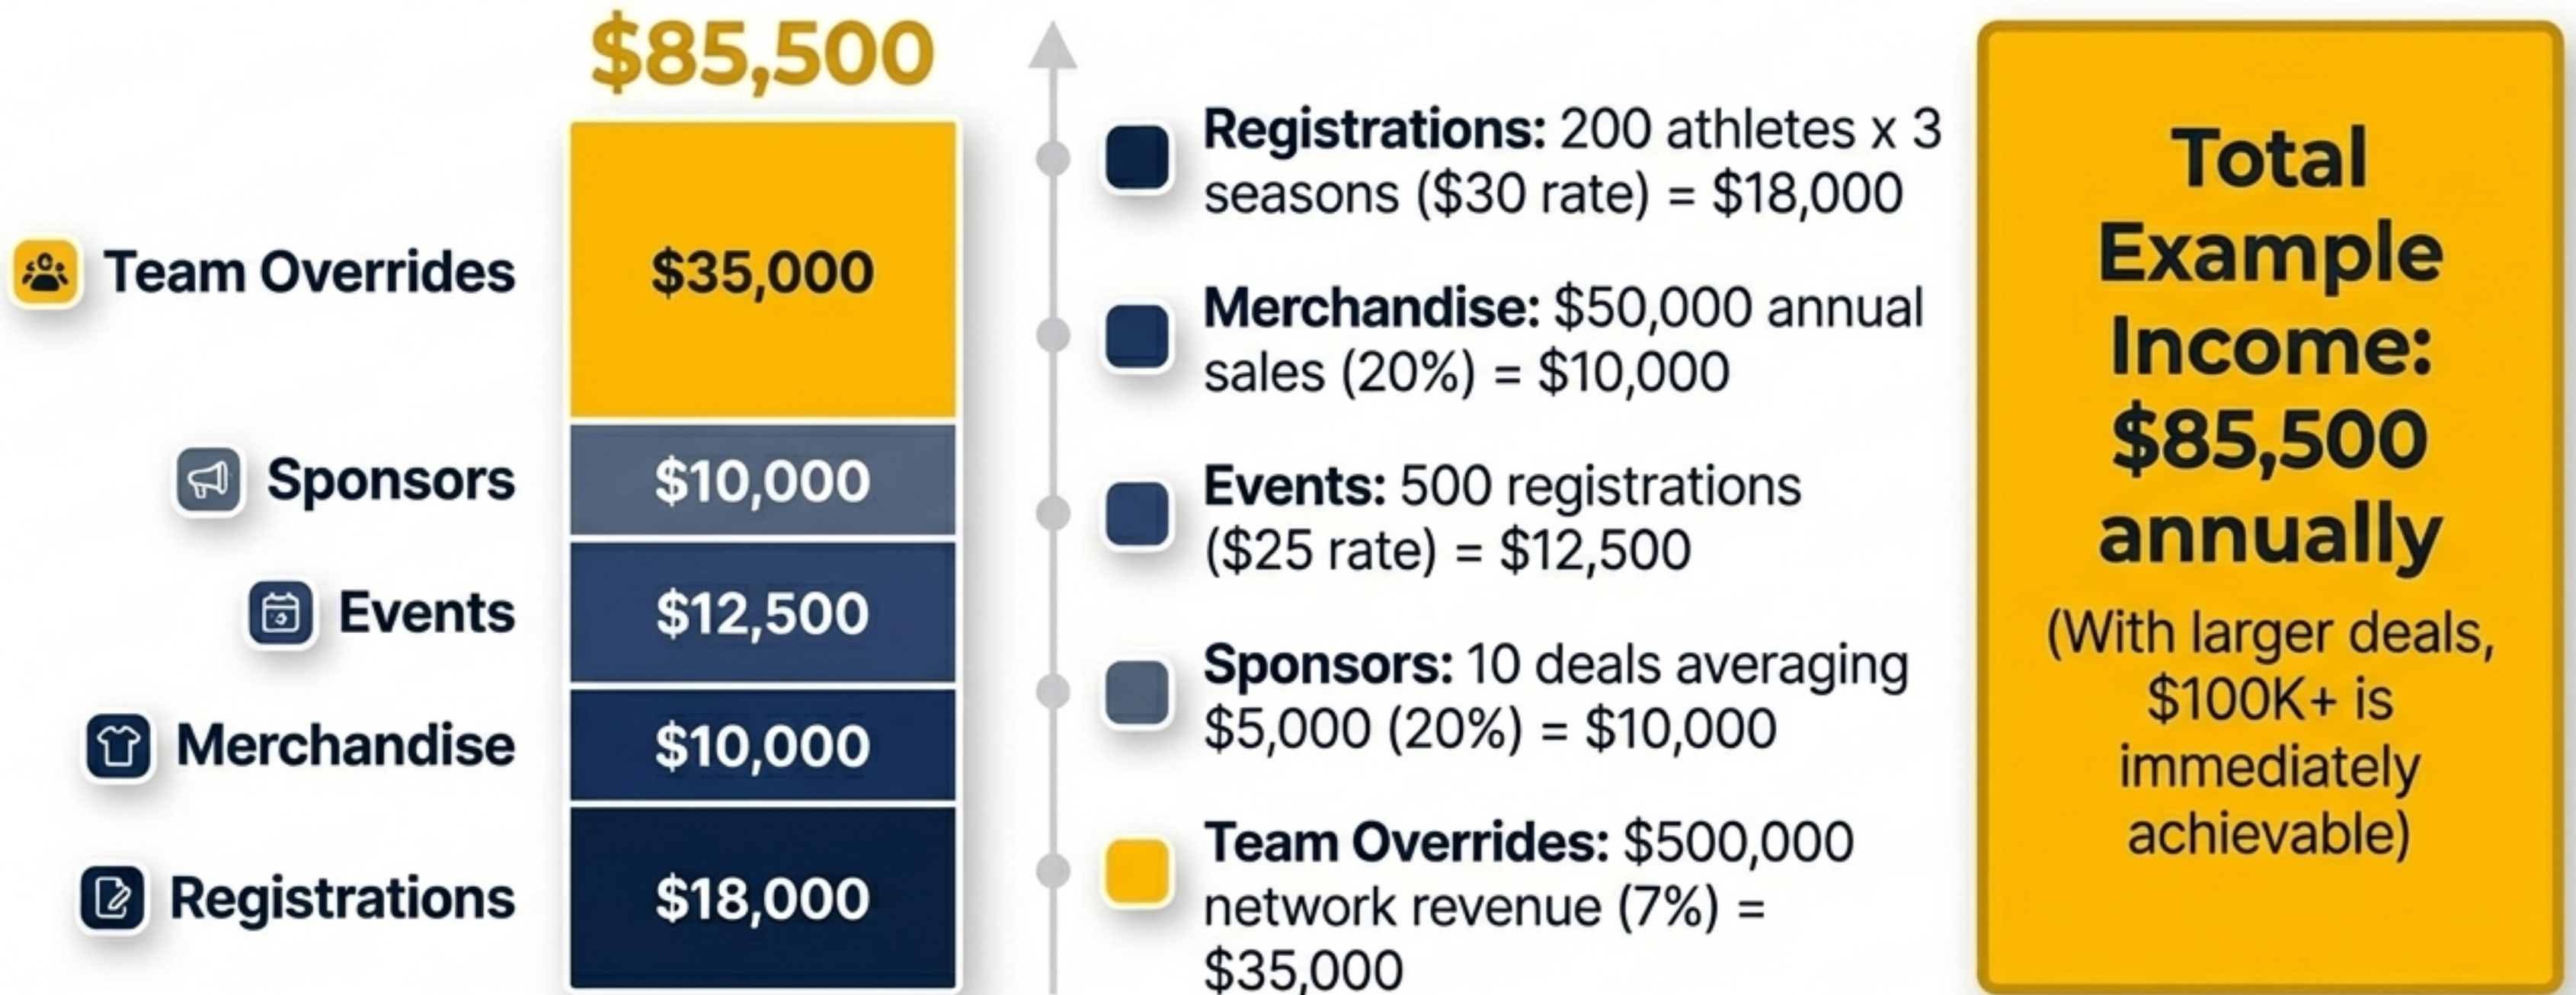 $85,500
Team Overrides
$35,000
Sponsors
$10,000
Events
$12,500
Merchandise
$10,000
Registrations
$18,000
Registrations: 200 athletes x 3
seasons ($30 rate) = $18,000
Merchandise: $50,000 annual
sales (20%) = $10,000
Events: 500 registrations
($25 rate) = $12,500
Sponsors: 10 deals averaging
$5,000 (20%) = $10,000
Team Overrides: $500,000
network revenue (7%) =
$35,000
Total
Example
Income:
$85,500
annually
(With larger deals,
$100K+ is
immediately
achievable)